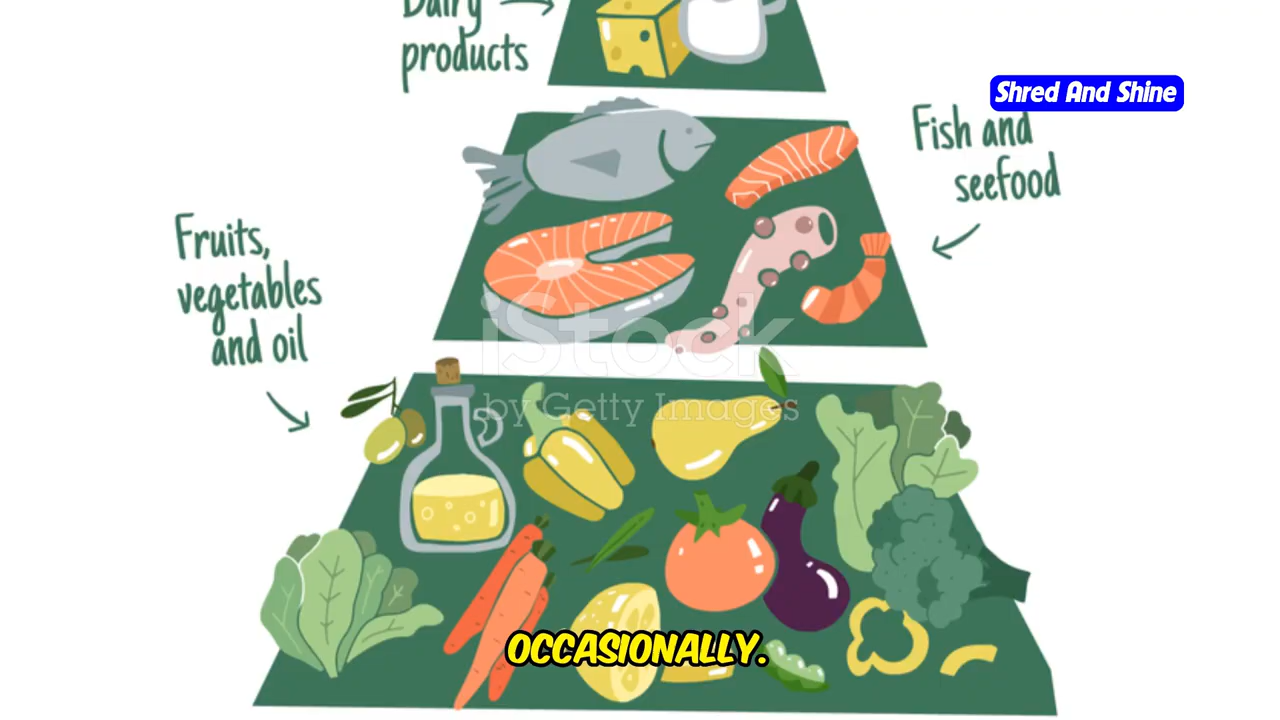 Dairy
products
Shred And Shine
Fish and
seefood
Fruits,
vegetables
and oil
iStock
by Getty Images
OCCASIONALLY.